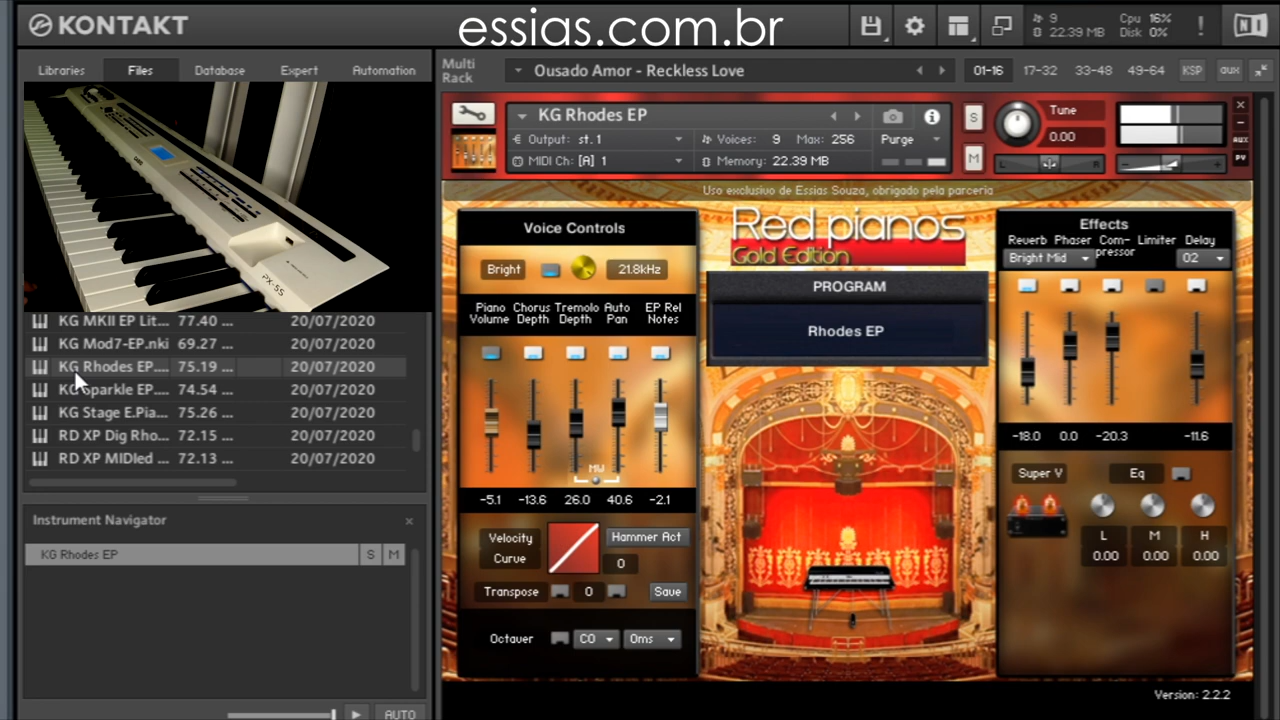 KONTAKT
essias.com.br
9
22.39 MB
Cpu 16%
Disk 0%
!
Libraries Files Database Expert Automation
Multi Rack
Ousado Amor - Reckless Love
01-16 17-32 33-48 49-64 KSP aux
KG Rhodes EP
Output: st.1
Voices: 9 Max: 256
Purge
MIDI Ch: [A] 1
Memory: 22.39 MB
S
M
Tune
0.00
L R
- +
AUX
PV
Uso exclusivo de Essias Souza, obrigado pela parceria
PX-5S
KG MKII EP Lit... 77.40 ... 20/07/2020
KG Mod7-EP.nki 69.27 ... 20/07/2020
KG Rhodes EP.... 75.19 ... 20/07/2020
KG Sparkle EP.... 74.54 ... 20/07/2020
KG Stage E.Pia... 75.26 ... 20/07/2020
RD XP Dig Rho... 72.15 ... 20/07/2020
RD XP MIDIed ... 72.13 ... 20/07/2020
Instrument Navigator
KG Rhodes EP S M
AUTO
Voice Controls
Bright
21.8kHz
Piano Volume
Chorus Depth
Tremolo Depth
Auto Pan
EP Rel Notes
MW
-5.1 -13.6 26.0 40.6 -2.1
Velocity Curve
Hammer Act
0
Transpose 0 Save
Octaver C0 0ms
Red pianos
Gold Edition
PROGRAM
Rhodes EP
Effects
Reverb Phaser Com-pressor Limiter Delay
Bright Mid 02
-18.0 0.0 -20.3 -11.6
Super V Eq
L M H
0.00 0.00 0.00
Version: 2.2.2